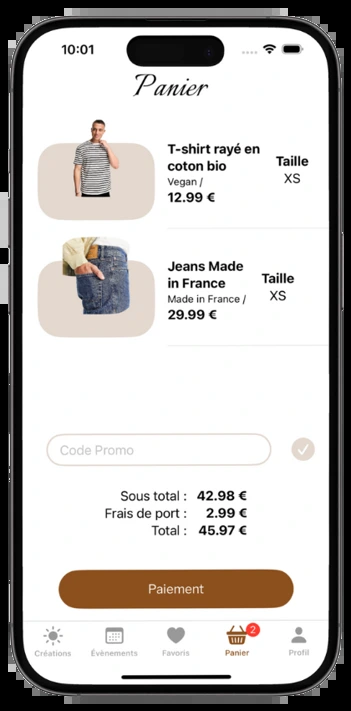 10:01
Panier
T-shirt rayé en
coton bio
Vegan /
12.99 €
Taille
XS
Jeans Made
in France
Made in France /
29.99 €
Taille
XS
Code Promo
Sous total : 42.98 €
Frais de port : 2.99 €
Total : 45.97 €
Paiement
2
Créations Évènements Favoris Panier Profil